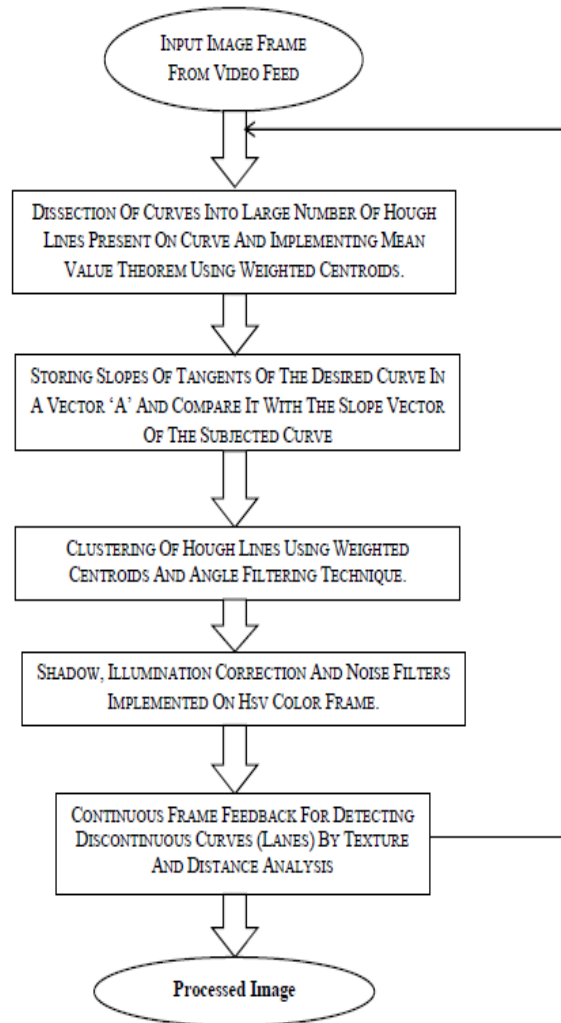 INPUT IMAGE FRAME
FROM VIDEO FEED
DISSECTION OF CURVES INTO LARGE NUMBER OF HOUGH
LINES PRESENT ON CURVE AND IMPLEMENTING MEAN
VALUE THEOREM USING WEIGHTED CENTROIDS.
STORING SLOPES OF TANGENTS OF THE DESIRED CURVE IN
A VECTOR ‘A’ AND COMPARE IT WITH THE SLOPE VECTOR
OF THE SUBJECTED CURVE
CLUSTERING OF HOUGH LINES USING WEIGHTED
CENTROIDS AND ANGLE FILTERING TECHNIQUE.
SHADOW, ILLUMINATION CORRECTION AND NOISE FILTERS
IMPLEMENTED ON HSV COLOR FRAME.
CONTINUOUS FRAME FEEDBACK FOR DETECTING
DISCONTINUOUS CURVES (LANES) BY TEXTURE
AND DISTANCE ANALYSIS
Processed Image